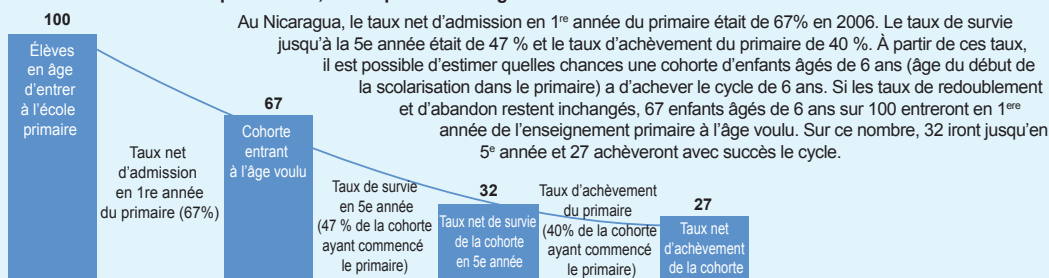 100
Élèves
en âge
d'entrer
à l'école
primaire
Au Nicaragua, le taux net d'admission en 1re année du primaire était de 67% en 2006. Le taux de survie
jusqu'à la 5e année était de 47 % et le taux d'achèvement du primaire de 40 %. À partir de ces taux,
il est possible d'estimer quelles chances une cohorte d'enfants âgés de 6 ans (âge du début de
la scolarisation dans le primaire) a d'achever le cycle de 6 ans. Si les taux de redoublement
et d'abandon restent inchangés, 67 enfants âgés de 6 ans sur 100 entreront en 1ere
année de l'enseignement primaire à l'âge voulu. Sur ce nombre, 32 iront jusqu'en
5e année et 27 achèveront avec succès le cycle.
Taux net
d'admission
en 1re année
du primaire (67%)
67
Cohorte
entrant
à l'âge voulu
Taux de survie
en 5e année
(47 % de la cohorte
ayant commencé
le primaire)
32
Taux net de survie
de la cohorte
en 5e année
Taux d'achèvement
du primaire
(40% de la cohorte
ayant commencé
le primaire)
27
Taux net
d'achèvement
de la cohorte